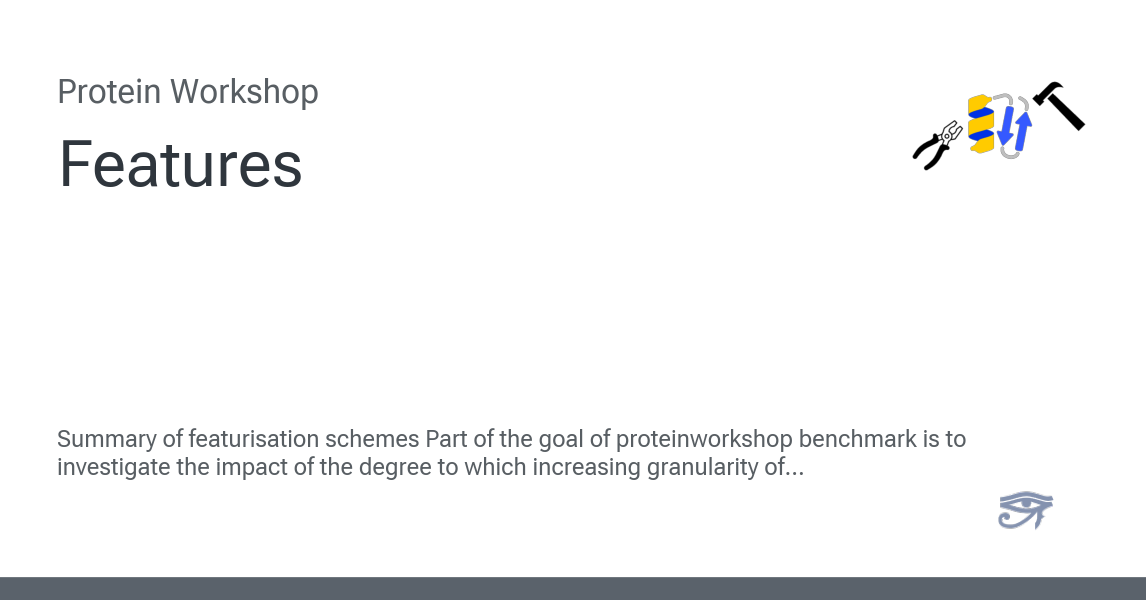 Protein Workshop
Features
Summary of featurisation schemes Part of the goal of proteinworkshop benchmark is to
investigate the impact of the degree to which increasing granularity of...